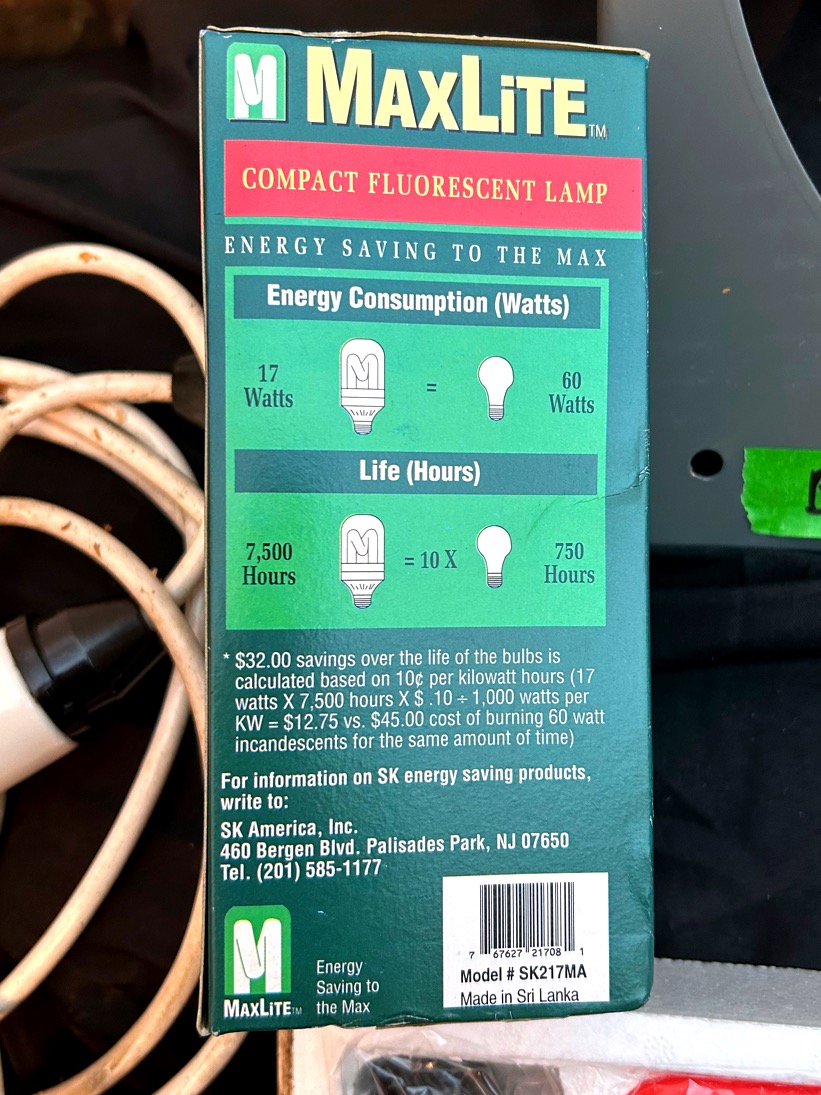 MAXLiTE™
COMPACT FLUORESCENT LAMP
ENERGY SAVING TO THE MAX
Energy Consumption (Watts)
17
Watts
=
60
Watts
Life (Hours)
7,500
Hours
= 10 X
750
Hours
* $32.00 savings over the life of the bulbs is
calculated based on 10¢ per kilowatt hours (17
watts X 7,500 hours X $ .10 ÷ 1,000 watts per
KW = $12.75 vs. $45.00 cost of burning 60 watt
incandescents for the same amount of time)
For information on SK energy saving products,
write to:
SK America, Inc.
460 Bergen Blvd. Palisades Park, NJ 07650
Tel. (201) 585-1177
7 67627 21708 1
Model # SK217MA
Made in Sri Lanka
MAXLiTE™
Energy
Saving to
the Max